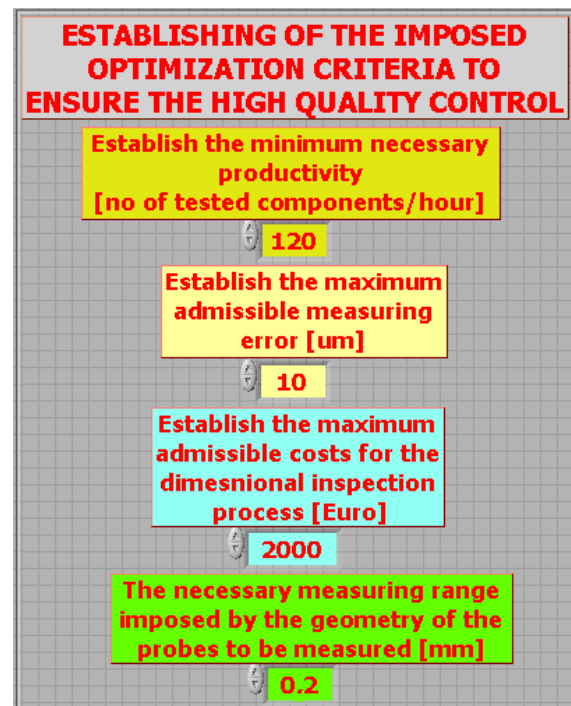 ESTABLISHING OF THE IMPOSED
OPTIMIZATION CRITERIA TO
ENSURE THE HIGH QUALITY CONTROL
Establish the minimum necessary
productivity
[no of tested components/hour]
120
Establish the maximum
admissible measuring
error [um]
10
Establish the maximum
admissible costs for the
dimesnional inspection
process [Euro]
2000
The necessary measuring range
imposed by the geometry of the
probes to be measured [mm]
0.2